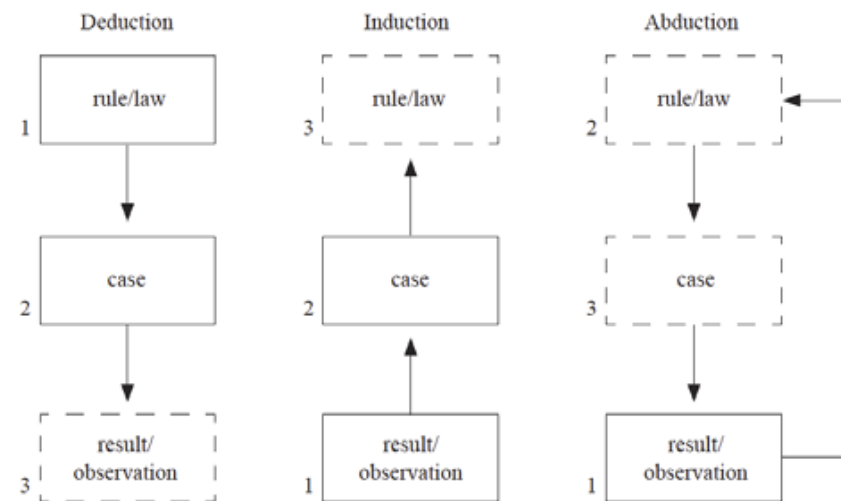 Deduction
Induction
Abduction
rule/law
1
rule/law
3
rule/law
2
case
2
case
2
case
3
result/
observation
3
result/
observation
1
result/
observation
1